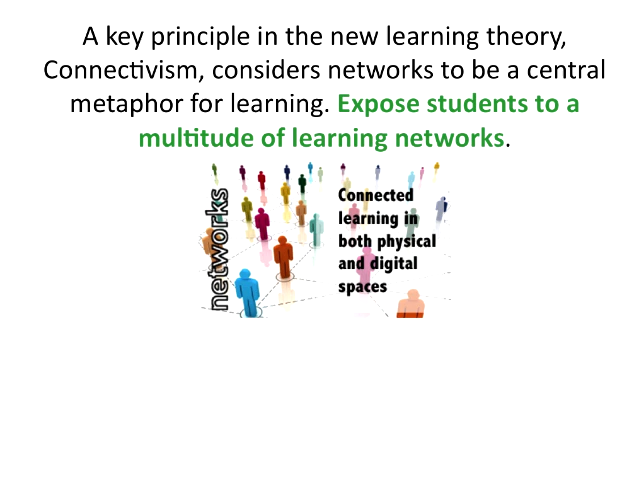 A key principle in the new learning theory,
Connectivism, considers networks to be a central
metaphor for learning. Expose students to a
multitude of learning networks.
networks
Connected
learning in
both physical
and digital
spaces